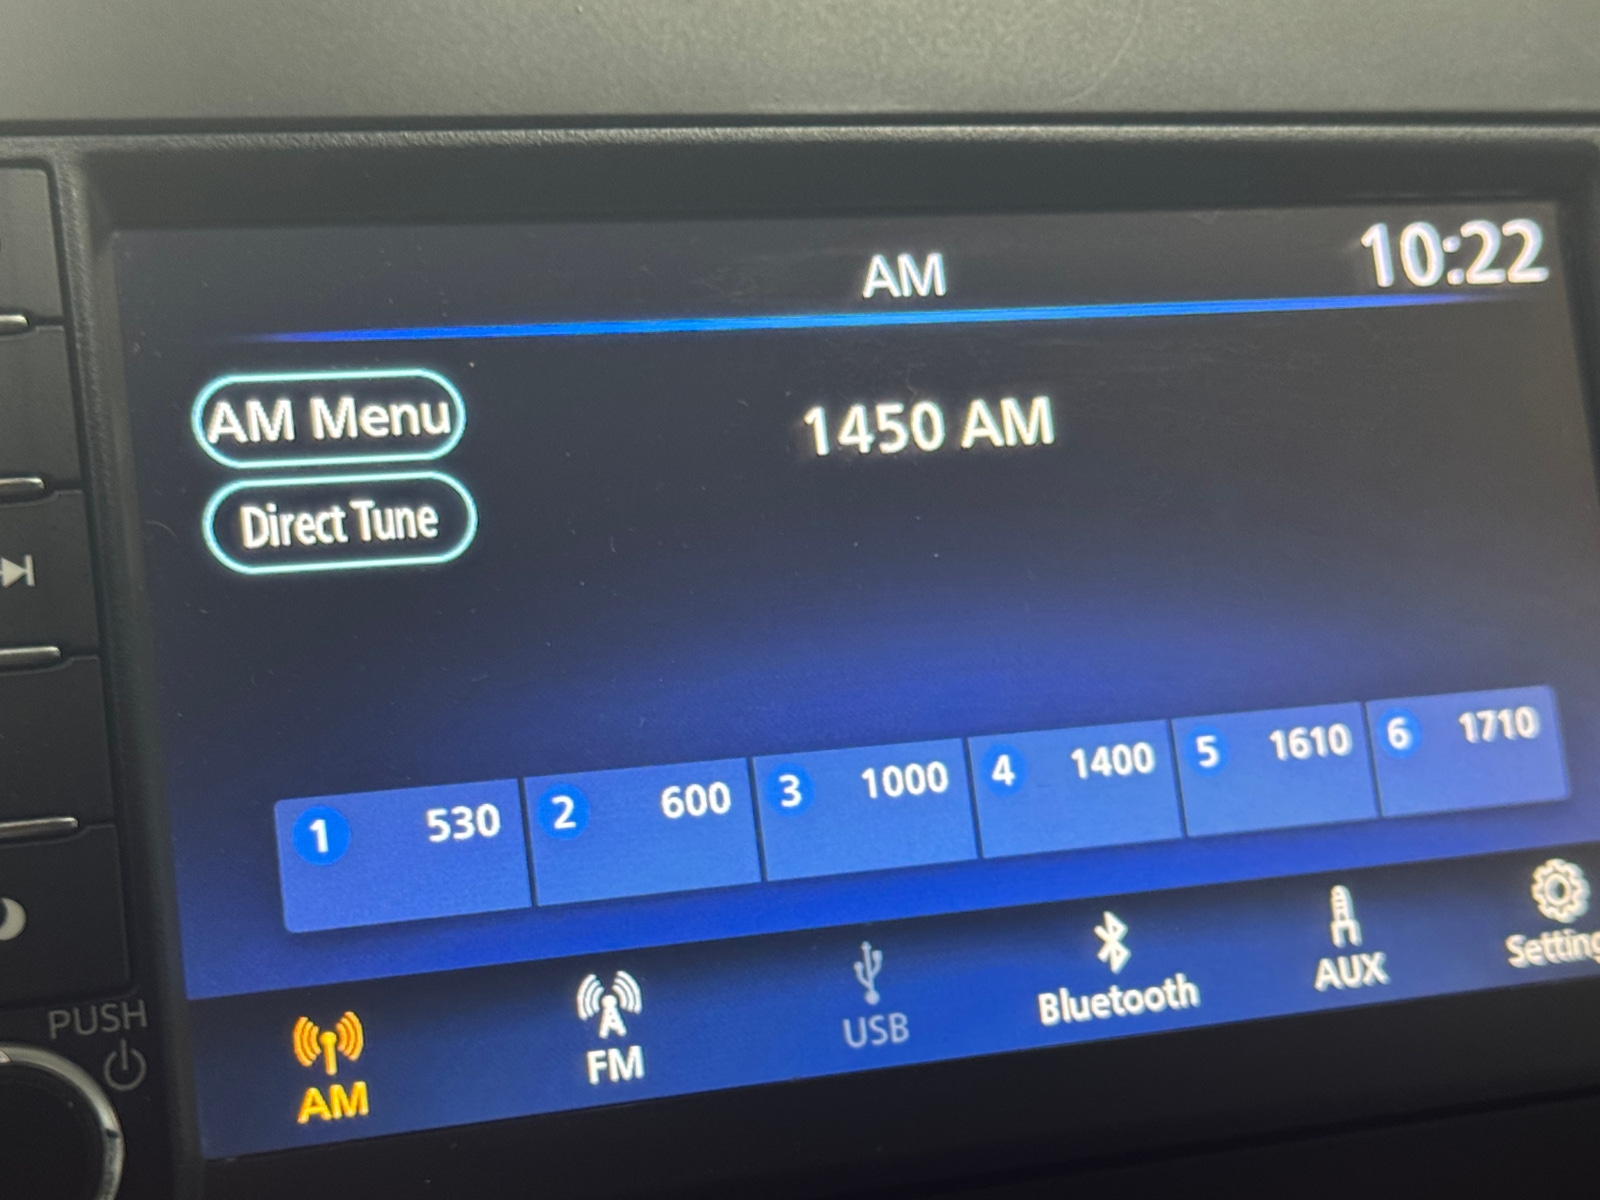 AM
10:22
AM Menu
1450 AM
Direct Tune
1 530
2 600
3 1000
4 1400
5 1610
6 1710
AM
FM
USB
Bluetooth
AUX
Setting
PUSH